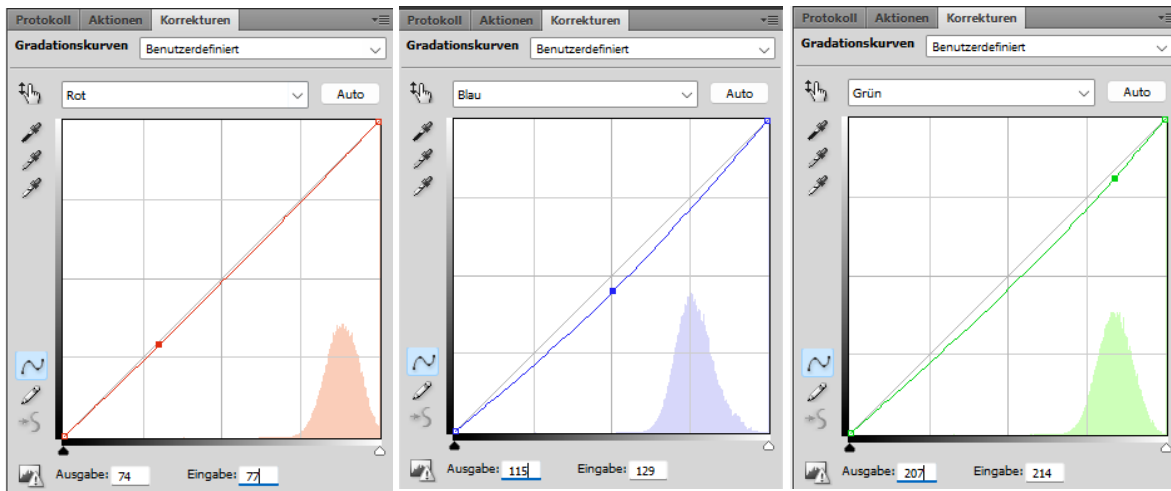 Protokoll Aktionen Korrekturen
Gradationskurven Benutzerdefiniert
Rot Auto
Ausgabe: 74 Eingabe: 77
Protokoll Aktionen Korrekturen
Gradationskurven Benutzerdefiniert
Blau Auto
Ausgabe: 115 Eingabe: 129
Protokoll Aktionen Korrekturen
Gradationskurven Benutzerdefiniert
Grün Auto
Ausgabe: 207 Eingabe: 214